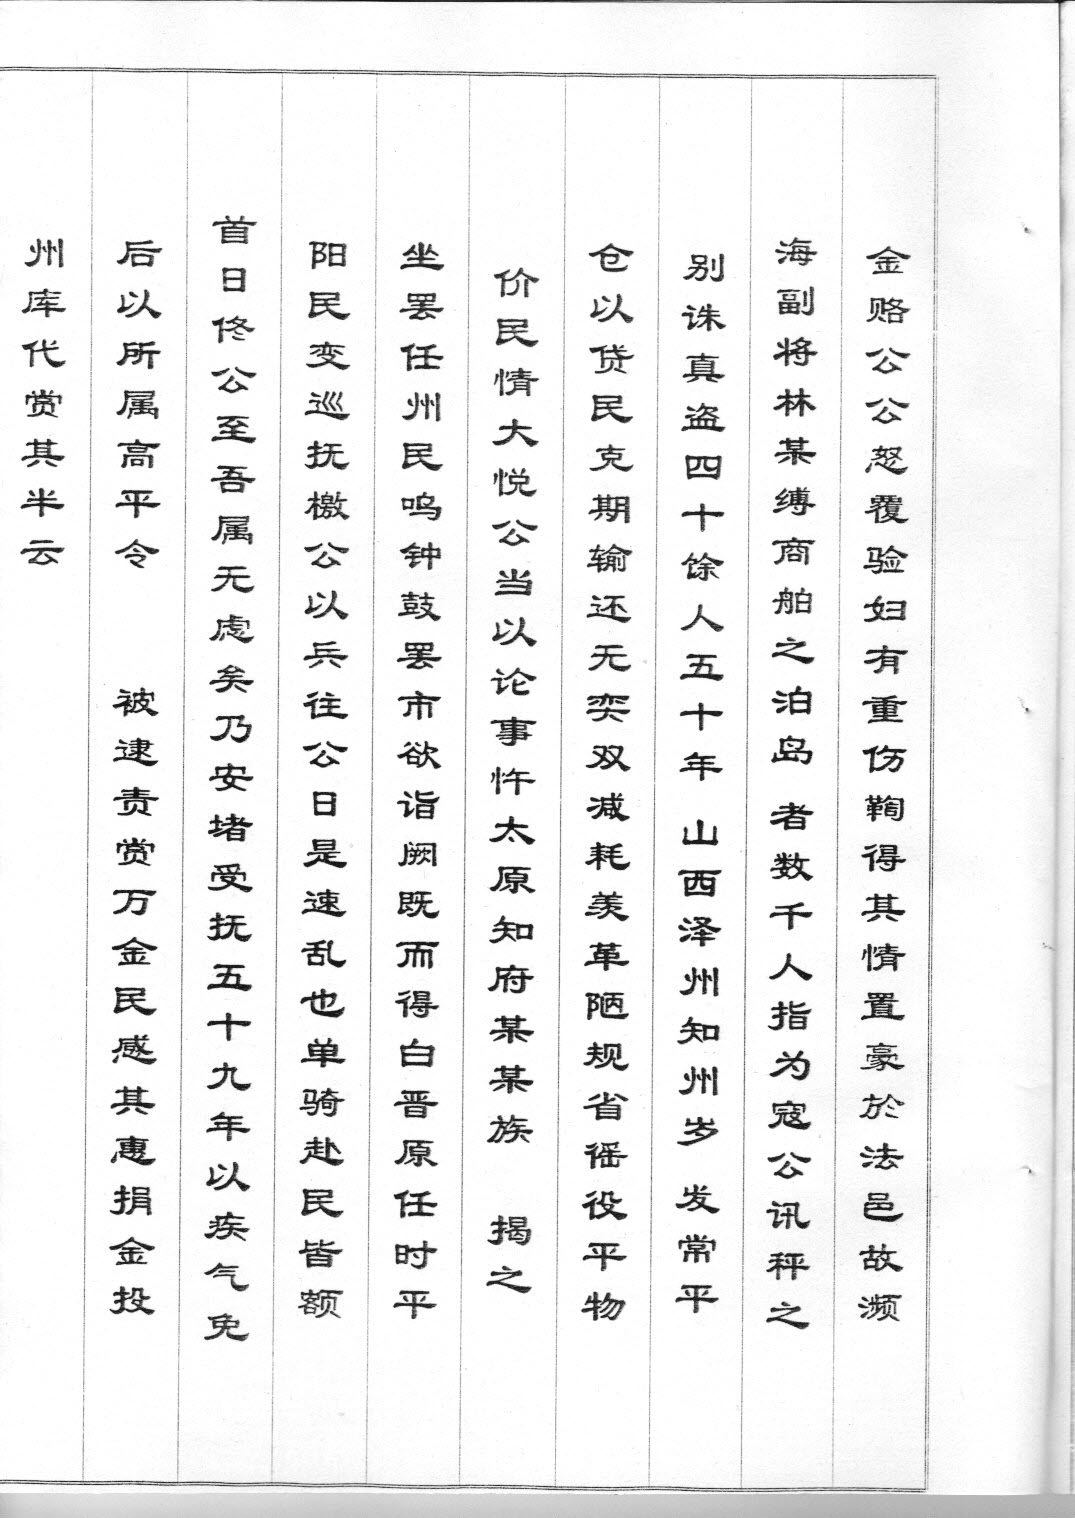 金赂公公怒覆验妇有重伤鞫得其情置豪於法邑故濒
海副将林某缚商舶之泊岛 者数千人指为寇公讯释之
别诛真盗四十馀人五十年 山西泽州知州岁 发常平
仓以贷民克期输还无奕双减耗羡革陋规省徭役平物
价民情大悦公当以论事忤太原知府某某族 揭之
坐罢任州民鸣钟鼓罢市欲诣阙既而得白晋原任时平
阳民变巡抚檄公以兵往公日是速乱也单骑赴民皆额
首日佟公至吾属无虑矣乃安堵受抚五十九年以疾气免
后以所属高平令 被逮责赏万金民感其惠捐金投
州库代赏其半云